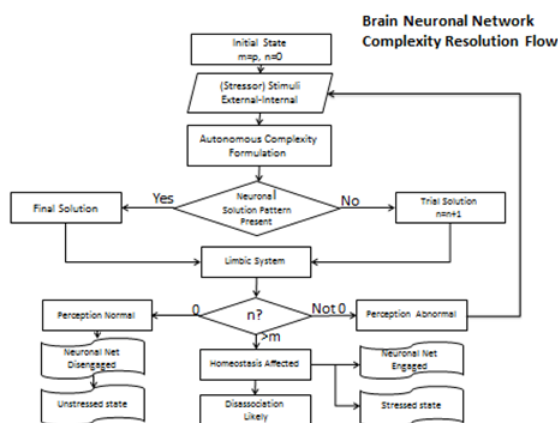 Brain Neuronal Network
Complexity Resolution Flow
Initial State
m=p, n=0
(Stressor) Stimuli
External-Internal
Autonomous Complexity
Formulation
Yes
Neuronal
Solution Pattern
Present
No
Final Solution
Trial Solution
n=n+1
Limbic System
Perception Normal
0
n?
Not 0
Perception Abnormal
>m
Neuronal Net
Disengaged
Homeostasis Affected
Neuronal Net
Engaged
Unstressed state
Disassociation
Likely
Stressed state